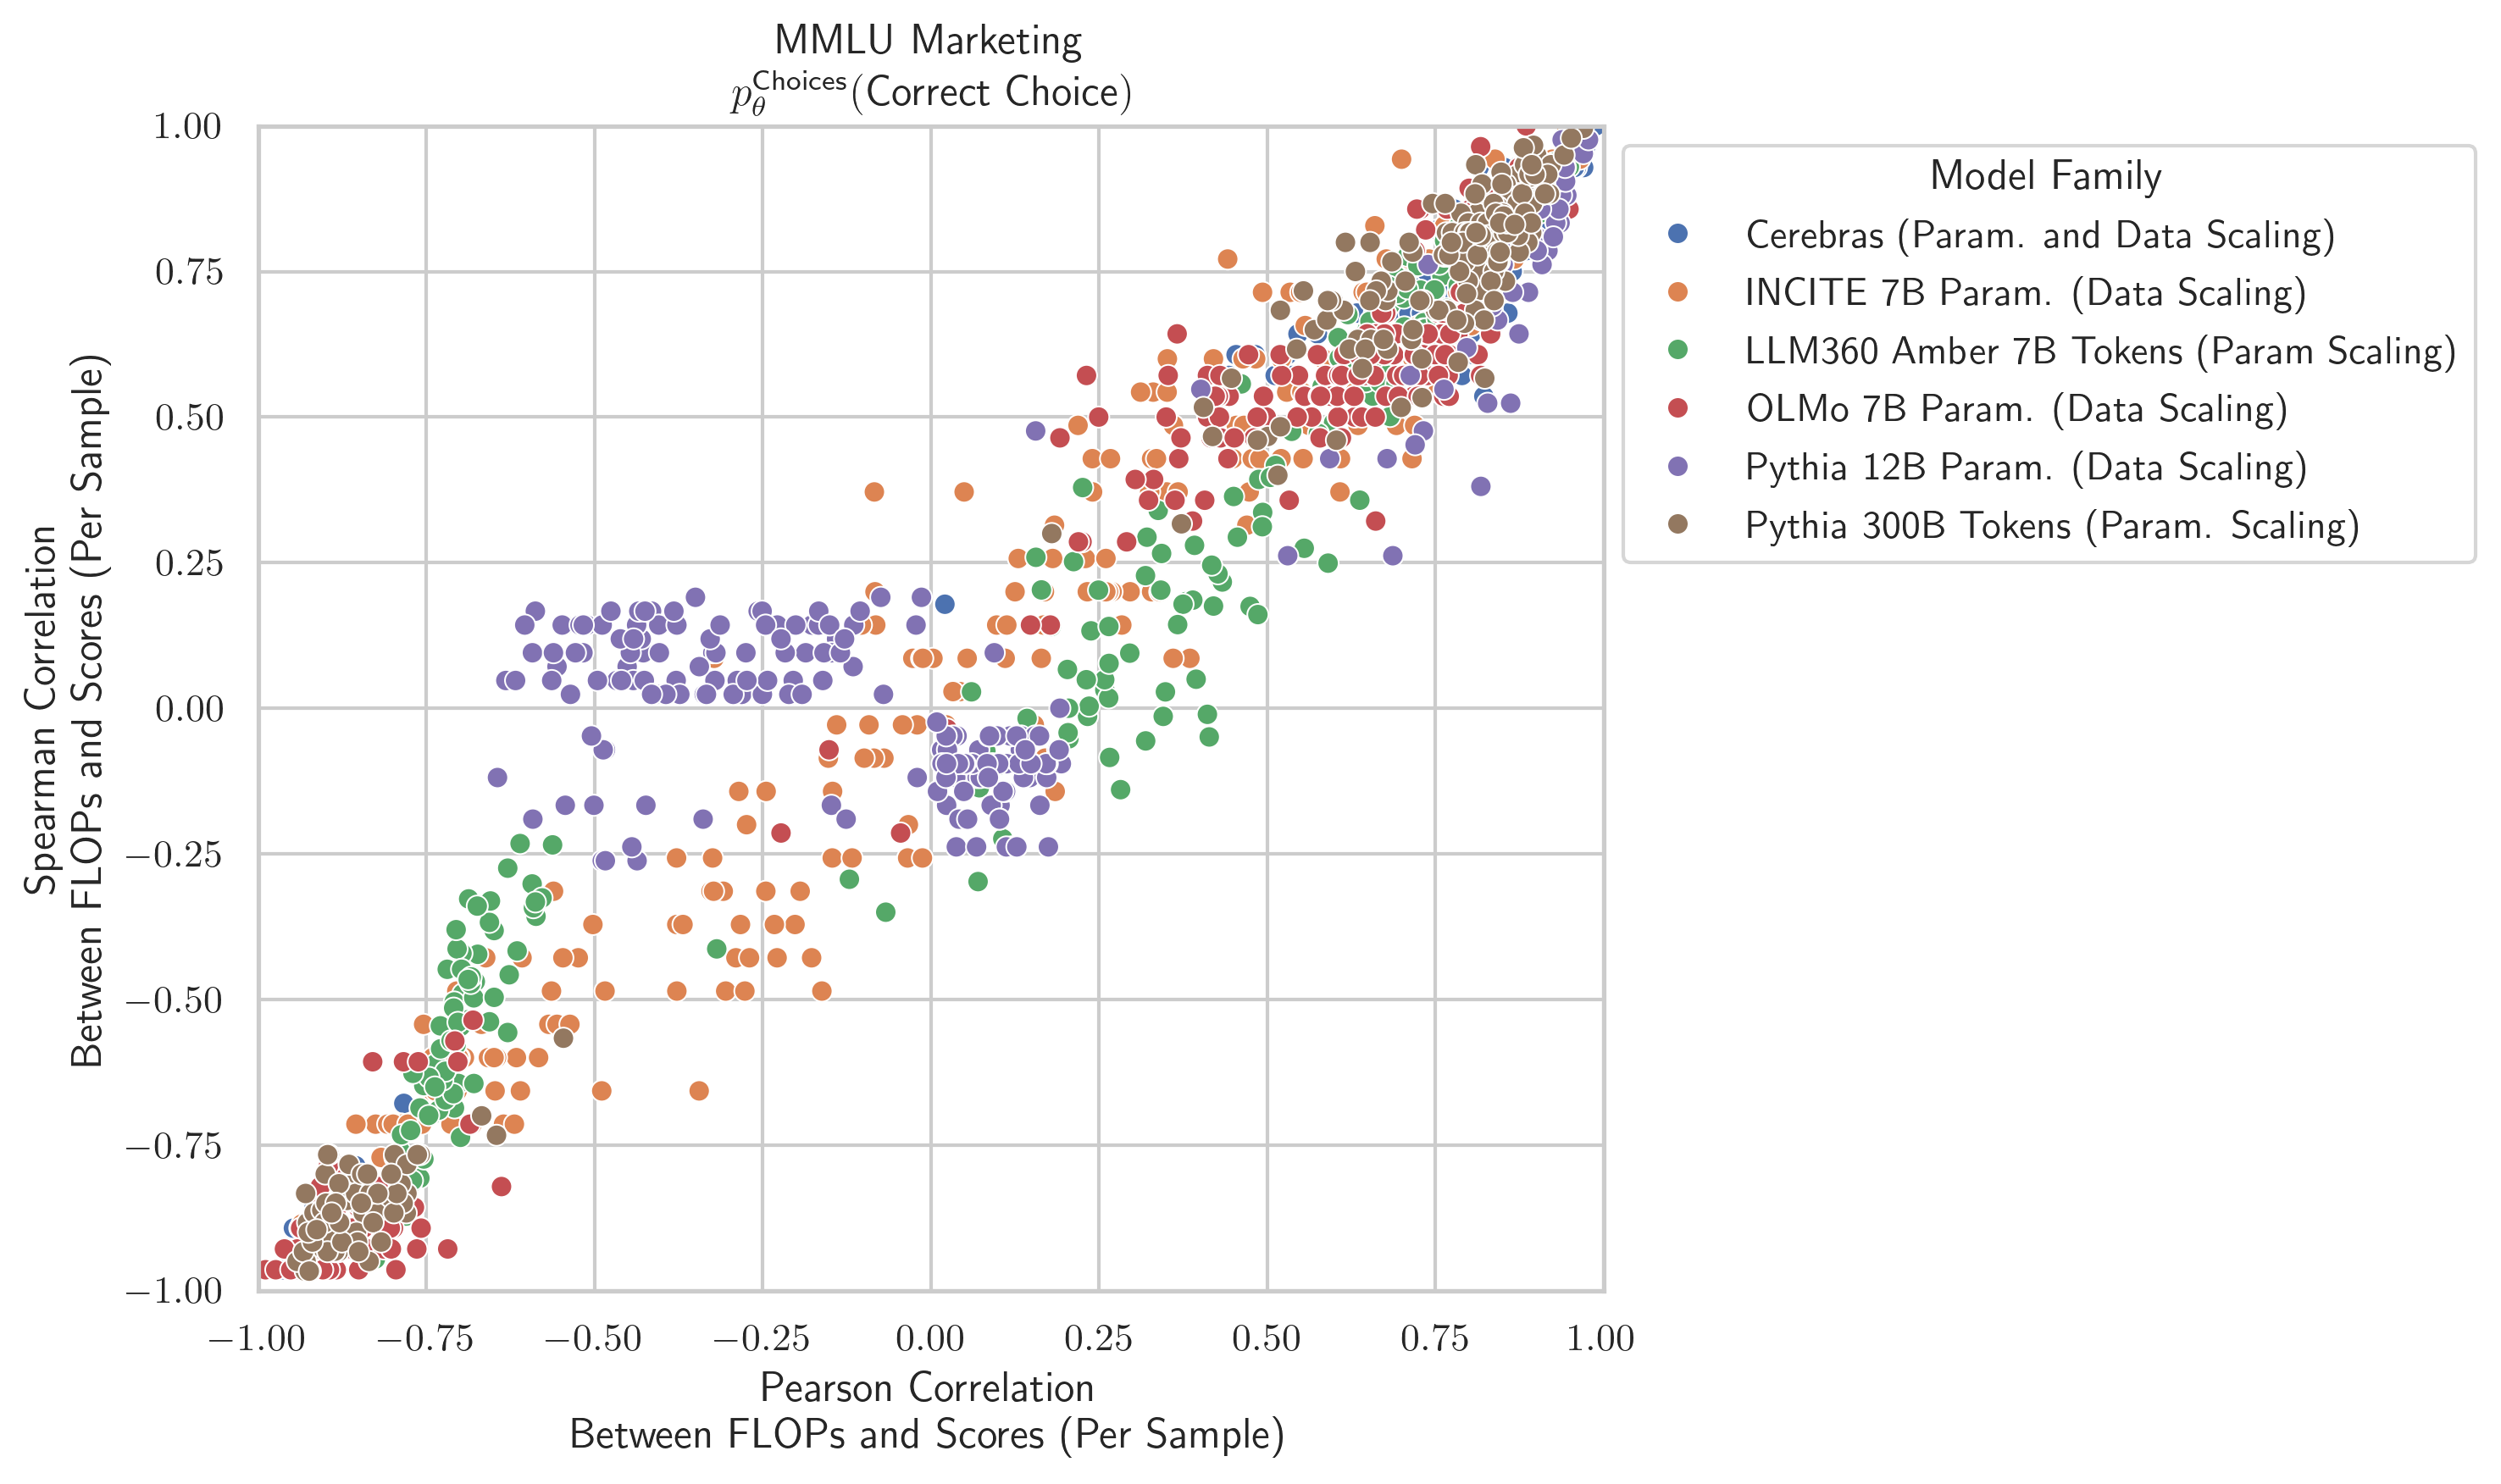 MMLU Marketing
p_θ^Choices(Correct Choice)
1.00
0.75
0.50
0.25
0.00
−0.25
−0.50
−0.75
−1.00
Spearman Correlation
Between FLOPs and Scores (Per Sample)
−1.00 −0.75 −0.50 −0.25 0.00 0.25 0.50 0.75 1.00
Pearson Correlation
Between FLOPs and Scores (Per Sample)
Model Family
Cerebras (Param. and Data Scaling)
INCITE 7B Param. (Data Scaling)
LLM360 Amber 7B Tokens (Param Scaling)
OLMo 7B Param. (Data Scaling)
Pythia 12B Param. (Data Scaling)
Pythia 300B Tokens (Param. Scaling)